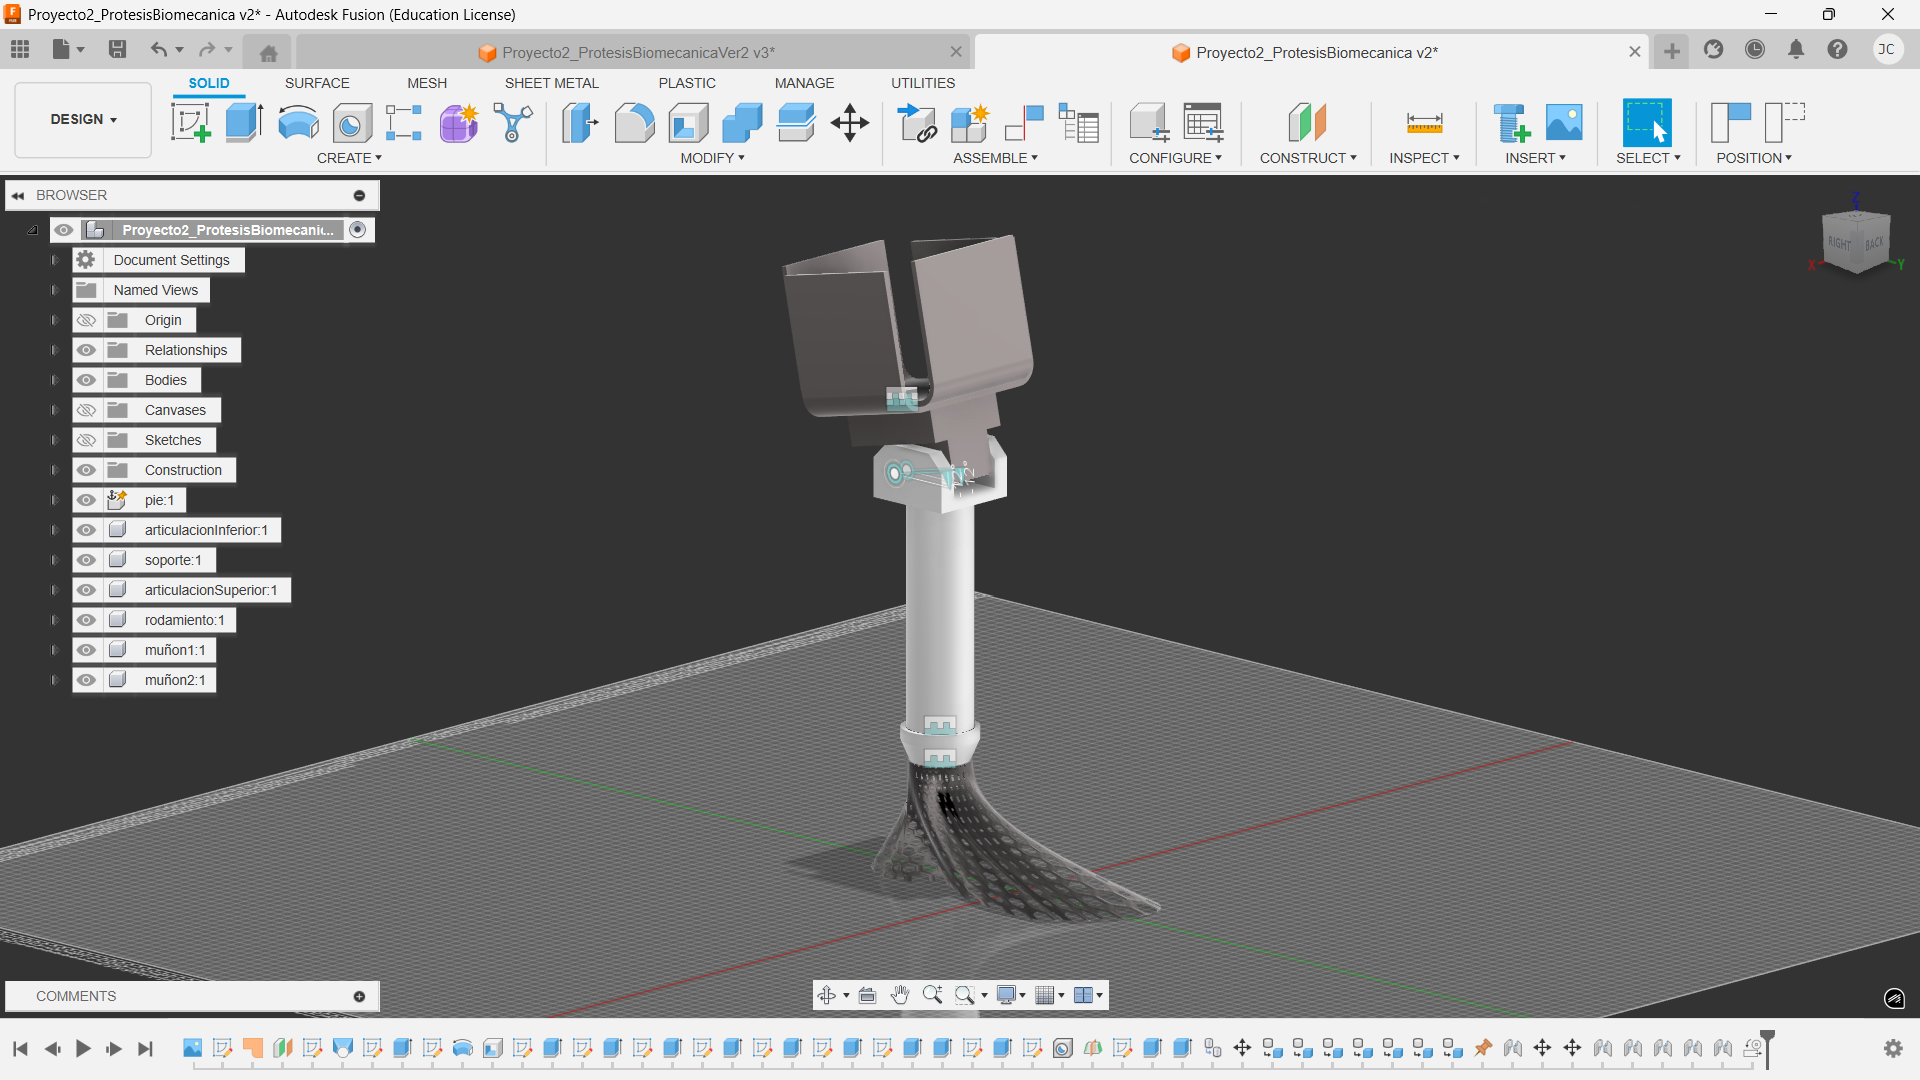 Proyecto2_ProtesisBiomecanica v2* - Autodesk Fusion (Education License)
Proyecto2_ProtesisBiomecanicaVer2 v3*
Proyecto2_ProtesisBiomecanica v2*
JC
SOLID
SURFACE
MESH
SHEET METAL
PLASTIC
MANAGE
UTILITIES
DESIGN
CREATE
MODIFY
ASSEMBLE
CONFIGURE
CONSTRUCT
INSPECT
INSERT
SELECT
POSITION
BROWSER
Proyecto2_ProtesisBiomecanic...
Document Settings
Named Views
Origin
Relationships
Bodies
Canvases
Sketches
Construction
pie:1
articulacionInferior:1
soporte:1
articulacionSuperior:1
rodamiento:1
muñon1:1
muñon2:1
Z
RIGHT
BACK
X
Y
COMMENTS